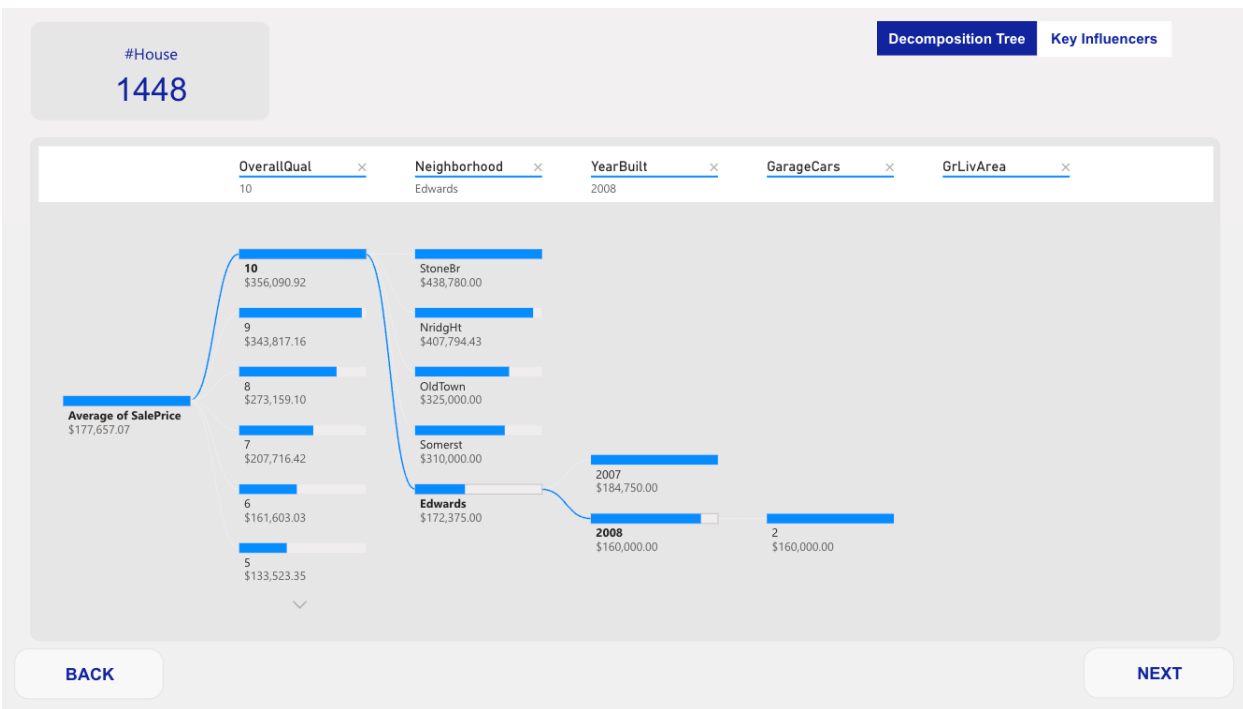 #House
1448
Decomposition Tree
Key Influencers
OverallQual
10
Neighborhood
Edwards
YearBuilt
2008
GarageCars
GrLivArea
Average of SalePrice
$177,657.07
10
$356,090.92
9
$343,817.16
8
$273,159.10
7
$207,716.42
6
$161,603.03
5
$133,523.35
StoneBr
$438,780.00
NridgHt
$407,794.43
OldTown
$325,000.00
Somerst
$310,000.00
Edwards
$172,375.00
2007
$184,750.00
2008
$160,000.00
2
$160,000.00
BACK
NEXT